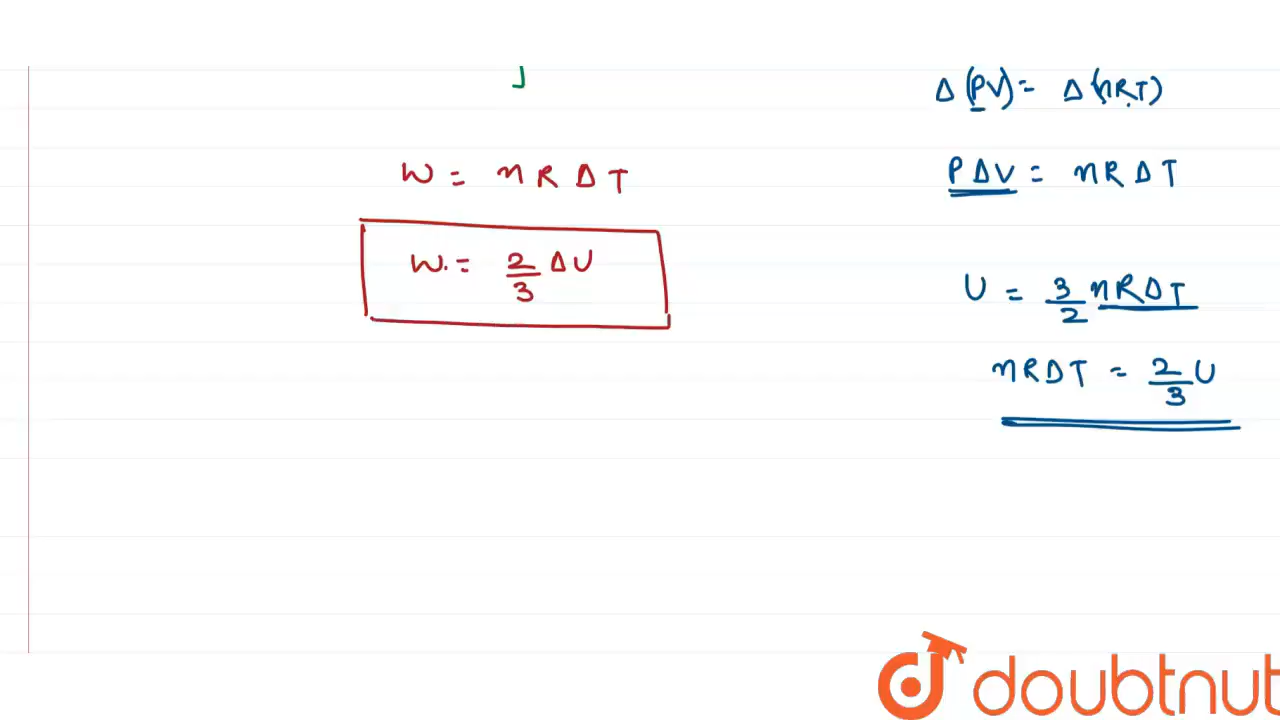 W = nRΔT
W. = 2/3 ΔU
Δ(PV) = Δ(nRT)
PΔV = nRΔT
U = 3/2 nRΔT
nRΔT = 2/3 U
doubtnut